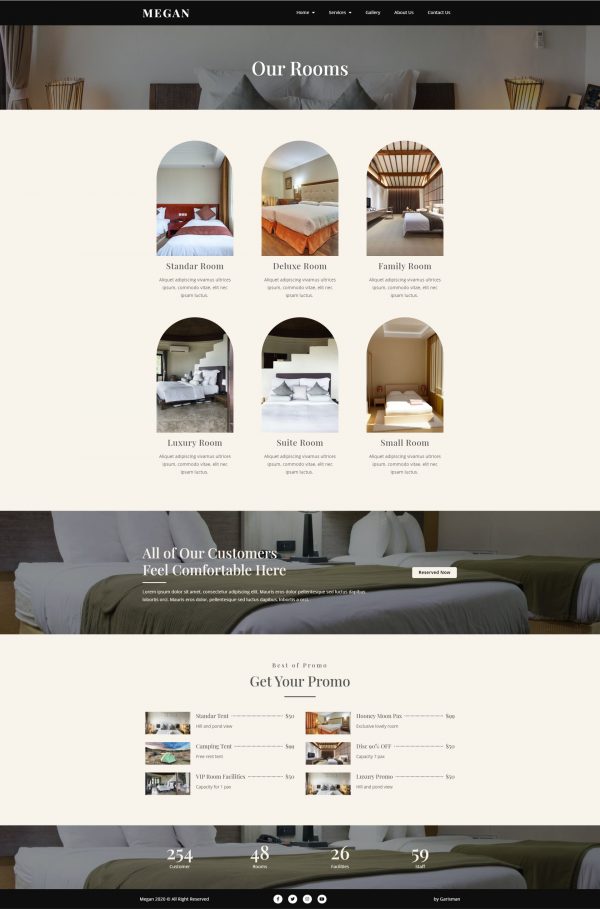 MEGAN
Home Services Gallery About Us Contact Us
Our Rooms
Standar Room
Aliquet adipiscing vivamus ultrices
ipsum, commodo vitae, elit nec
ipsum luctus.
Deluxe Room
Aliquet adipiscing vivamus ultrices
ipsum, commodo vitae, elit nec
ipsum luctus.
Family Room
Aliquet adipiscing vivamus ultrices
ipsum, commodo vitae, elit nec
ipsum luctus.
Luxury Room
Aliquet adipiscing vivamus ultrices
ipsum, commodo vitae, elit nec
ipsum luctus.
Suite Room
Aliquet adipiscing vivamus ultrices
ipsum, commodo vitae, elit nec
ipsum luctus.
Small Room
Aliquet adipiscing vivamus ultrices
ipsum, commodo vitae, elit nec
ipsum luctus.
All of Our Customers
Feel Comfortable Here
Lorem ipsum dolor sit amet, consectetur adipiscing elit. Mauris eros dolor pellentesque sed luctus dapibus,
lobortis orci. Mauris eros dolor, pellentesque sed luctus dapibus, lobortis a orci.
Reserved Now
Best of Promo
Get Your Promo
Standar Tent $50
Hill and pond view
Camping Tent
Free rent tent
VIP Room Facilities $50
Capacity for 1 pax
Hooney Moon Pax $99
Exclusive lovely room
Disc 90% OFF $50
Capacity 7 pax
Luxury Promo $50
Hill and pond view
254
Customer
48
Rooms
26
Facilities
59
Staff
Megan 2020 © All Right Reserved
by Garisman